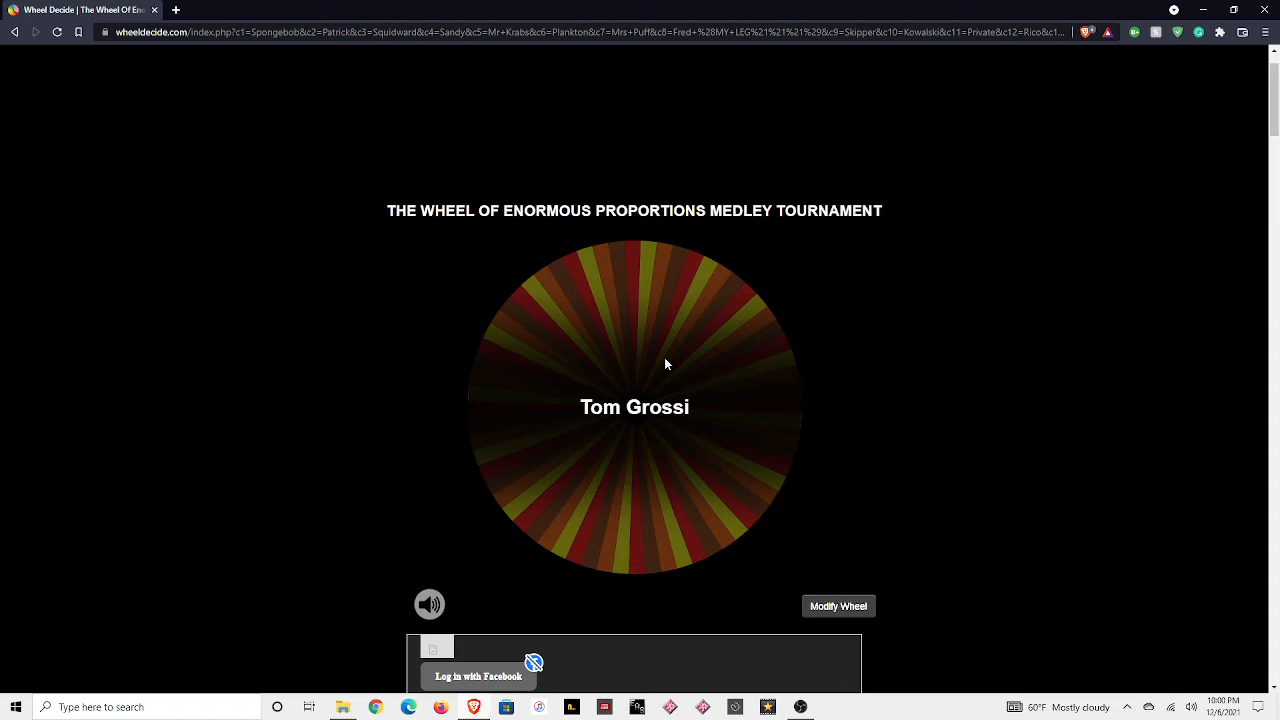 Wheel Decide | The Wheel Of En
wheeldecide.com/index.php?c1=Spongebob&c2=Patrick&c3=Squidward&c4=Sandy&c5=Mr+Krabs&c6=Plankton&c7=Mrs+Puff&c8=Fred+%28MY+LEG%21%21%21%29&c9=Skipper&c10=Kowalski&c11=Private&c12=Rico&c1...
THE WHEEL OF ENORMOUS PROPORTIONS MEDLEY TOURNAMENT
Tom Grossi
Modify Wheel
Log in with Facebook
Type here to search
60°F Mostly cloudy
10:00 PM
12/6/2021